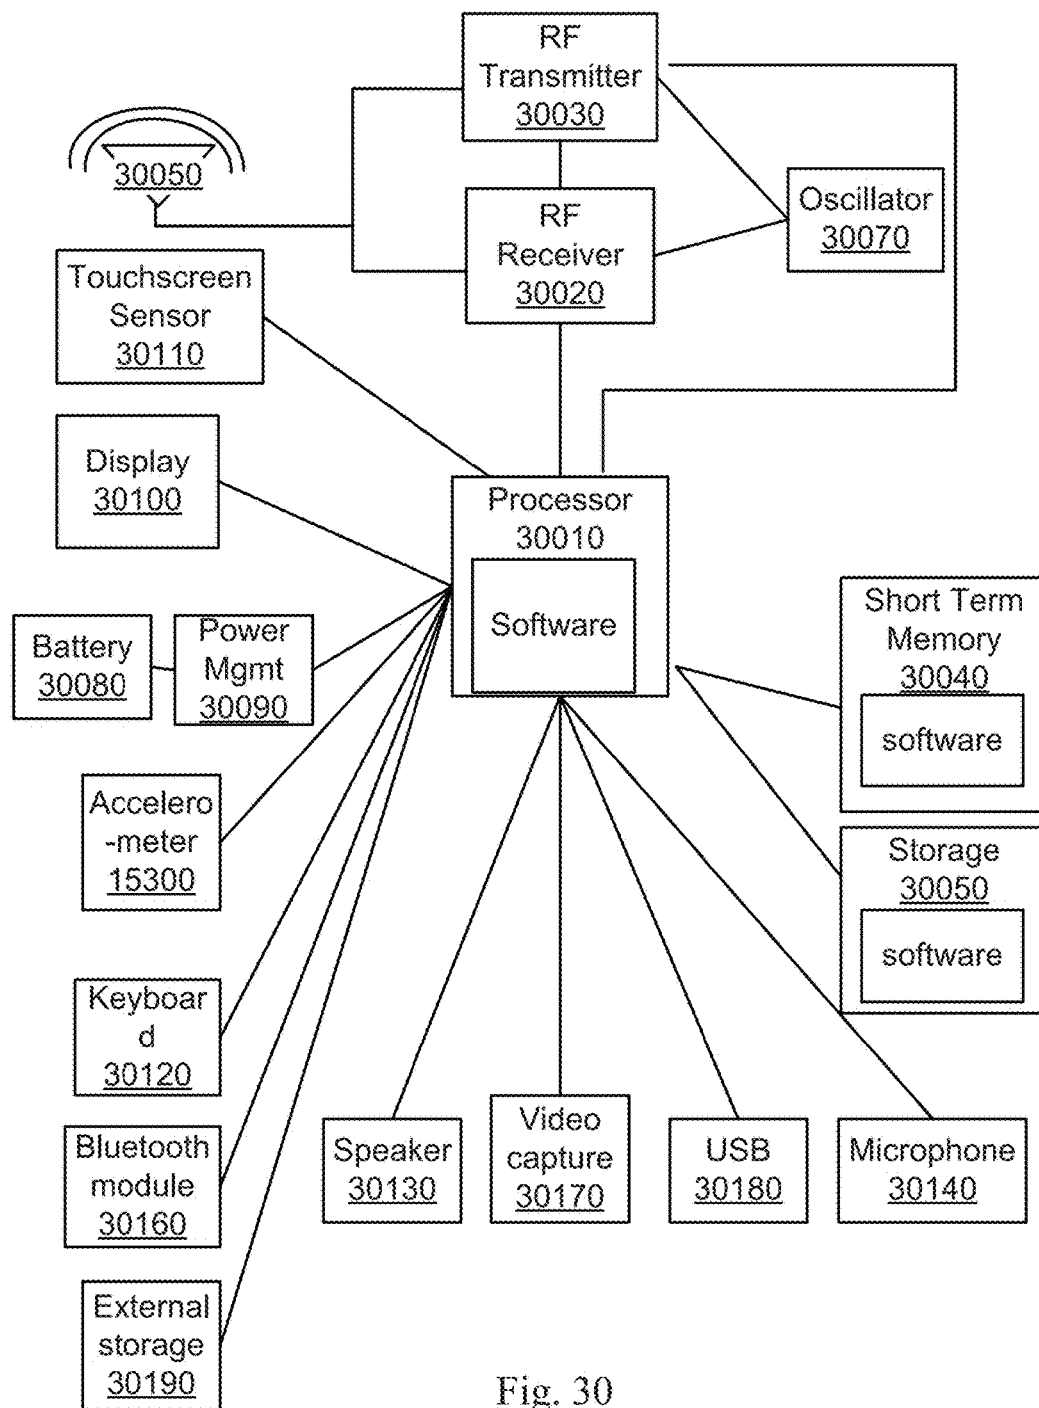 RF
Transmitter
30030
30050
RF
Receiver
30020
Oscillator
30070
Touchscreen
Sensor
30110
Display
30100
Processor
30010
Software
Battery
30080
Power
Mgmt
30090
Short Term
Memory
30040
software
Accelero
-meter
15300
Storage
30050
software
Keyboar
d
30120
Bluetooth
module
30160
Speaker
30130
Video
capture
30170
USB
30180
Microphone
30140
External
storage
30190
Fig. 30